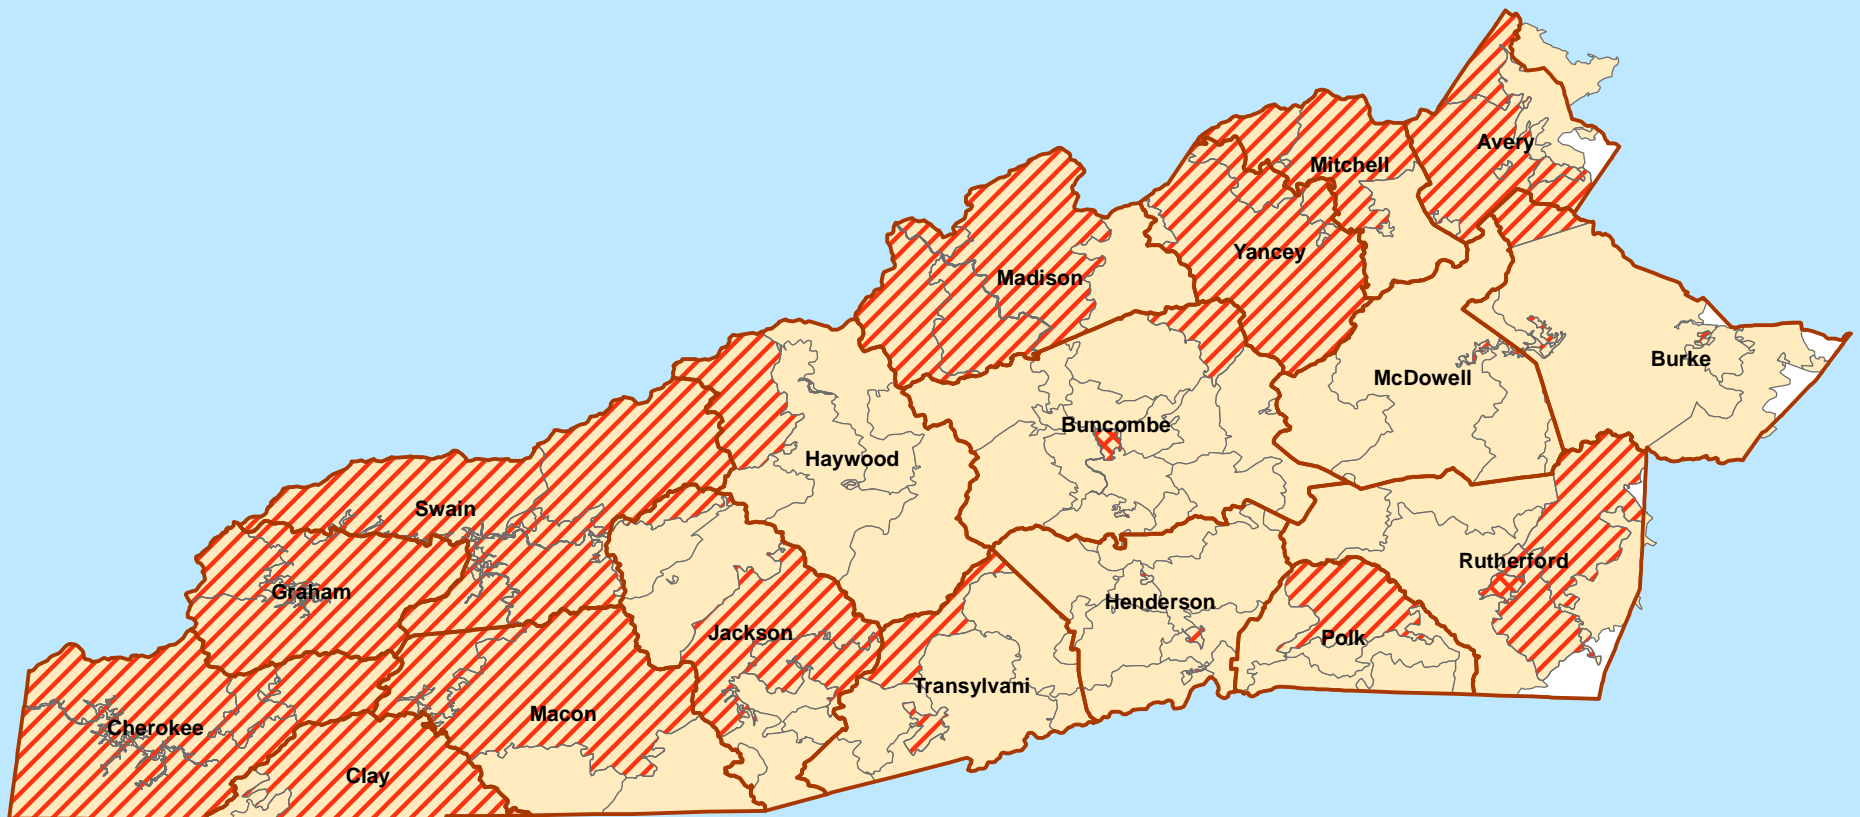 Avery
Mitchell
Yancey
Madison
Burke
McDowell
Buncombe
Haywood
Swain
Rutherford
Graham
Henderson
Jackson
Polk
Transylvani
Macon
Cherokee
Clay